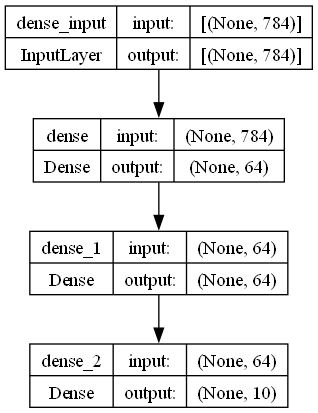 dense_input input: [(None, 784)]
InputLayer output: [(None, 784)]
dense input: (None, 784)
Dense output: (None, 64)
dense_1 input: (None, 64)
Dense output: (None, 64)
dense_2 input: (None, 64)
Dense output: (None, 10)